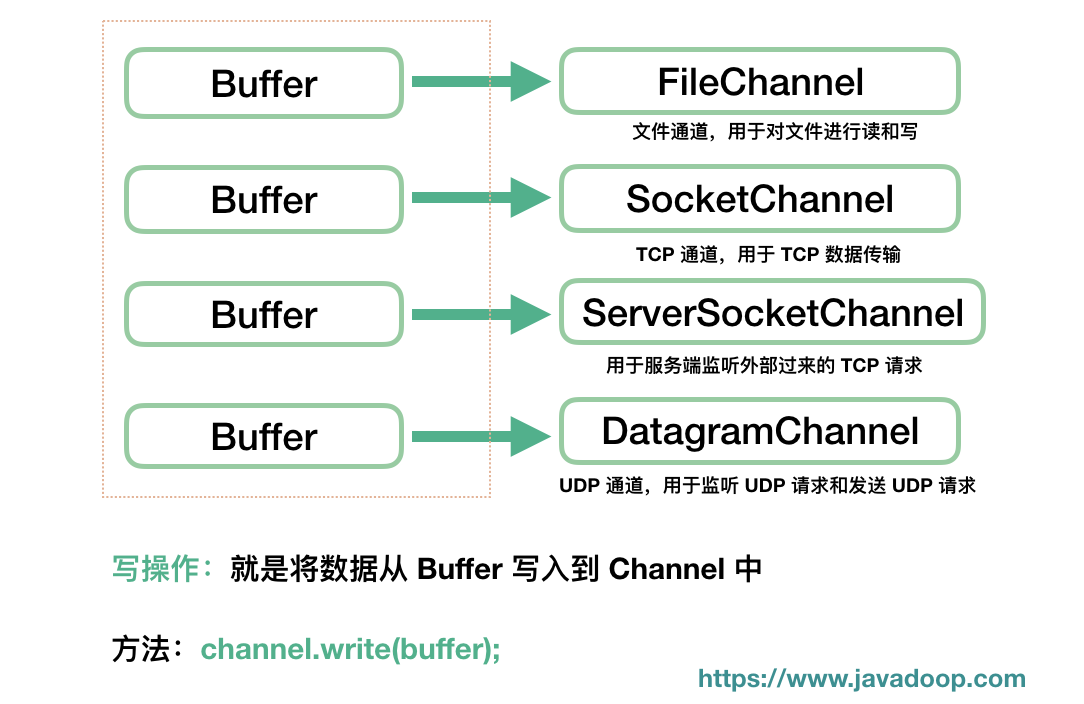 Buffer
FileChannel
文件通道，用于对文件进行读和写
Buffer
SocketChannel
TCP 通道，用于 TCP 数据传输
Buffer
ServerSocketChannel
用于服务端监听外部过来的 TCP 请求
Buffer
DatagramChannel
UDP 通道，用于监听 UDP 请求和发送 UDP 请求
写操作：就是将数据从 Buffer 写入到 Channel 中
方法：channel.write(buffer);
https://www.javadoop.com